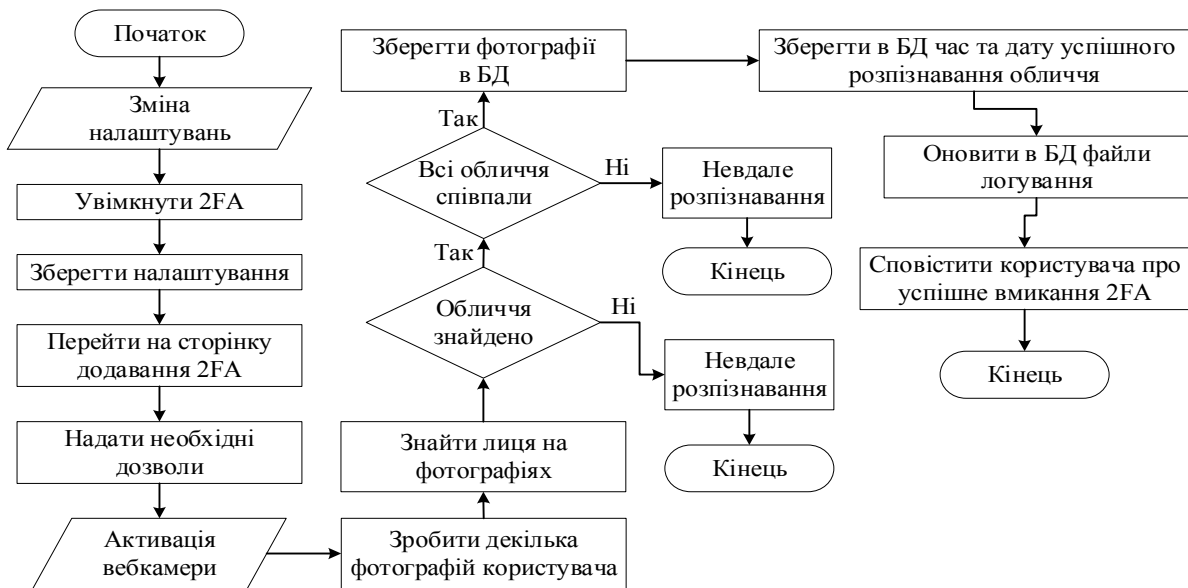 Початок
Зміна
налаштувань
Увімкнути 2FA
Зберегти налаштування
Перейти на сторінку
додавання 2FA
Надати необхідні
дозволи
Активація
вебкамери
Зробити декілька
фотографій користувача
Знайти лиця на
фотографіях
Обличчя
знайдено
Ні
Невдале
розпізнавання
Кінець
Так
Всі обличчя
співпали
Ні
Невдале
розпізнавання
Кінець
Так
Зберегти фотографії
в БД
Зберегти в БД час та дату успішного
розпізнавання обличчя
Оновити в БД файли
логування
Сповістити користувача про
успішне вмикання 2FA
Кінець